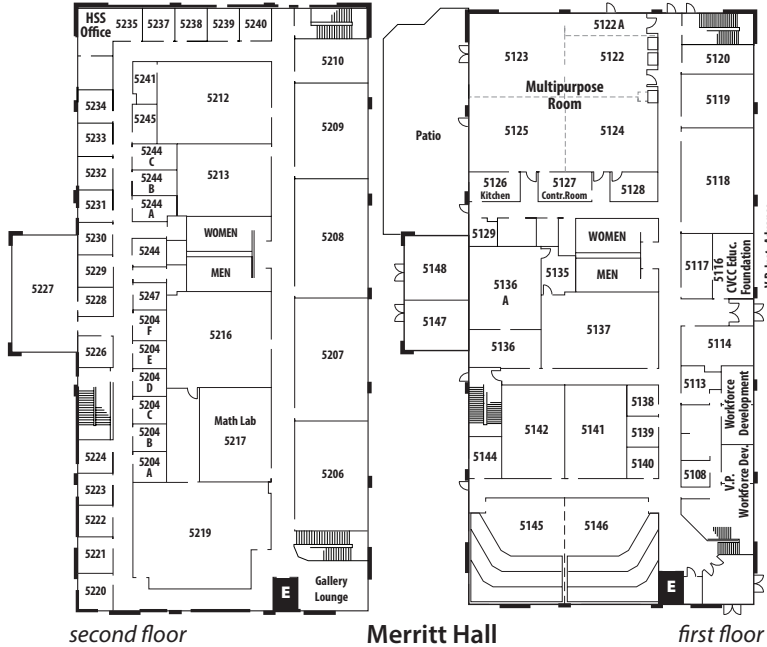 HSS
Office
5235
5237
5238
5239
5240
5210
5241
5212
5245
5234
5209
5233
5244
C
5232
5244
B
5213
5231
5244
A
5208
5230
WOMEN
5244
5229
MEN
5227
5228
5247
5204
F
5216
5207
5226
5204
E
5204
D
5204
C
Math Lab
5217
5204
B
5224
5204
A
5206
5223
5222
5219
5221
5220
E
Gallery
Lounge
second floor
5122 A
5123
5122
5120
Multipurpose
Room
5119
Patio
5125
5124
5118
5126
Kitchen
5127
Contr.Room
5128
5129
WOMEN
5148
5117
5116
CVCC Educ.
Foundation
5136
A
5135
MEN
5147
5137
5136
5114
5113
Workforce
Development
5138
5142
5141
5139
5144
5140
5108
V.P.
Workforce Dev.
5145
5146
E
Merritt Hall
first floor